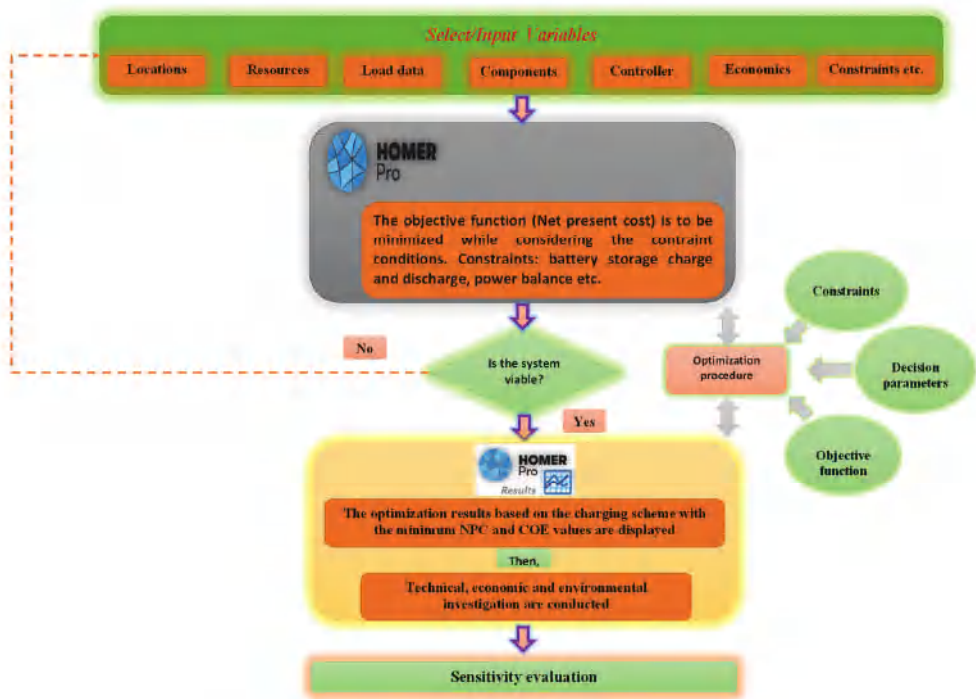 Select/Input Variables
Locations
Resources
Load data
Components
Controller
Economics
Constraints etc.
HOMER
Pro
The objective function (Net present cost) is to be
minimized while considering the contraint
conditions. Constraints: battery storage charge
and discharge, power balance etc.
No
Is the system
viable?
Yes
Optimization
procedure
Constraints
Decision
parameters
Objective
function
HOMER
Pro
Results
The optimization results based on the charging scheme with
the minimum NPC and COE values are displayed
Then,
Technical, economic and environmental
investigation are conducted
Sensitivity evaluation